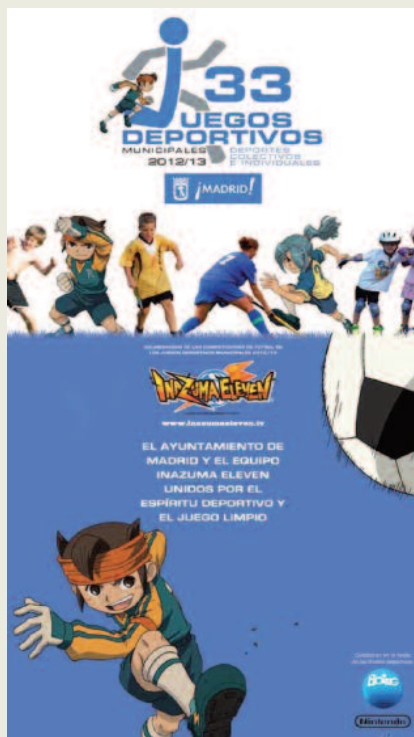 33
JUEGOS
DEPORTIVOS
MUNICIPALES
2012/13
DEPORTES
COLECTIVOS
E INDIVIDUALES
¡MADRID!
INAZUMA ELEVEN
www.inazumaeleven.tv
EL AYUNTAMIENTO DE
MADRID Y EL EQUIPO
INAZUMA ELEVEN
UNIDOS POR EL
ESPÍRITU DEPORTIVO Y
EL JUEGO LIMPIO
BOING
Nintendo